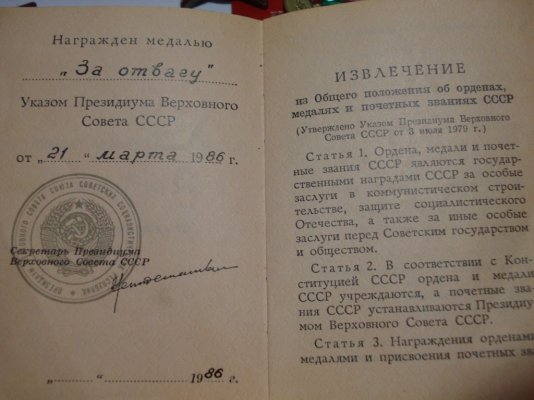 Награжден медалью
„За отвагу"
Указом Президиума Верховного
Совета СССР
от „21" марта 1986 г.
Секретарь Президиума
Верховного Совета СССР
„........" ................ 1986 г.
ИЗВЛЕЧЕНИЕ
из Общего положения об орденах,
медалях и почетных званиях СССР
(Утверждено Указом Президиума Верховного
Совета СССР от 3 июля 1979 г.)
Статья 1. Ордена, медали и почет-
ные звания СССР являются государ-
ственными наградами СССР за особые
заслуги в коммунистическом строи-
тельстве, защите социалистического
Отечества, а также за иные особые
заслуги перед Советским государством
и обществом.
Статья 2. В соответствии с Конс-
титуцией СССР ордена и медали
СССР учреждаются, а почетные зва-
ния СССР устанавливаются Президиу-
мом Верховного Совета СССР.
Статья 3. Награждения орденами
медалями и присвоения почетных зва